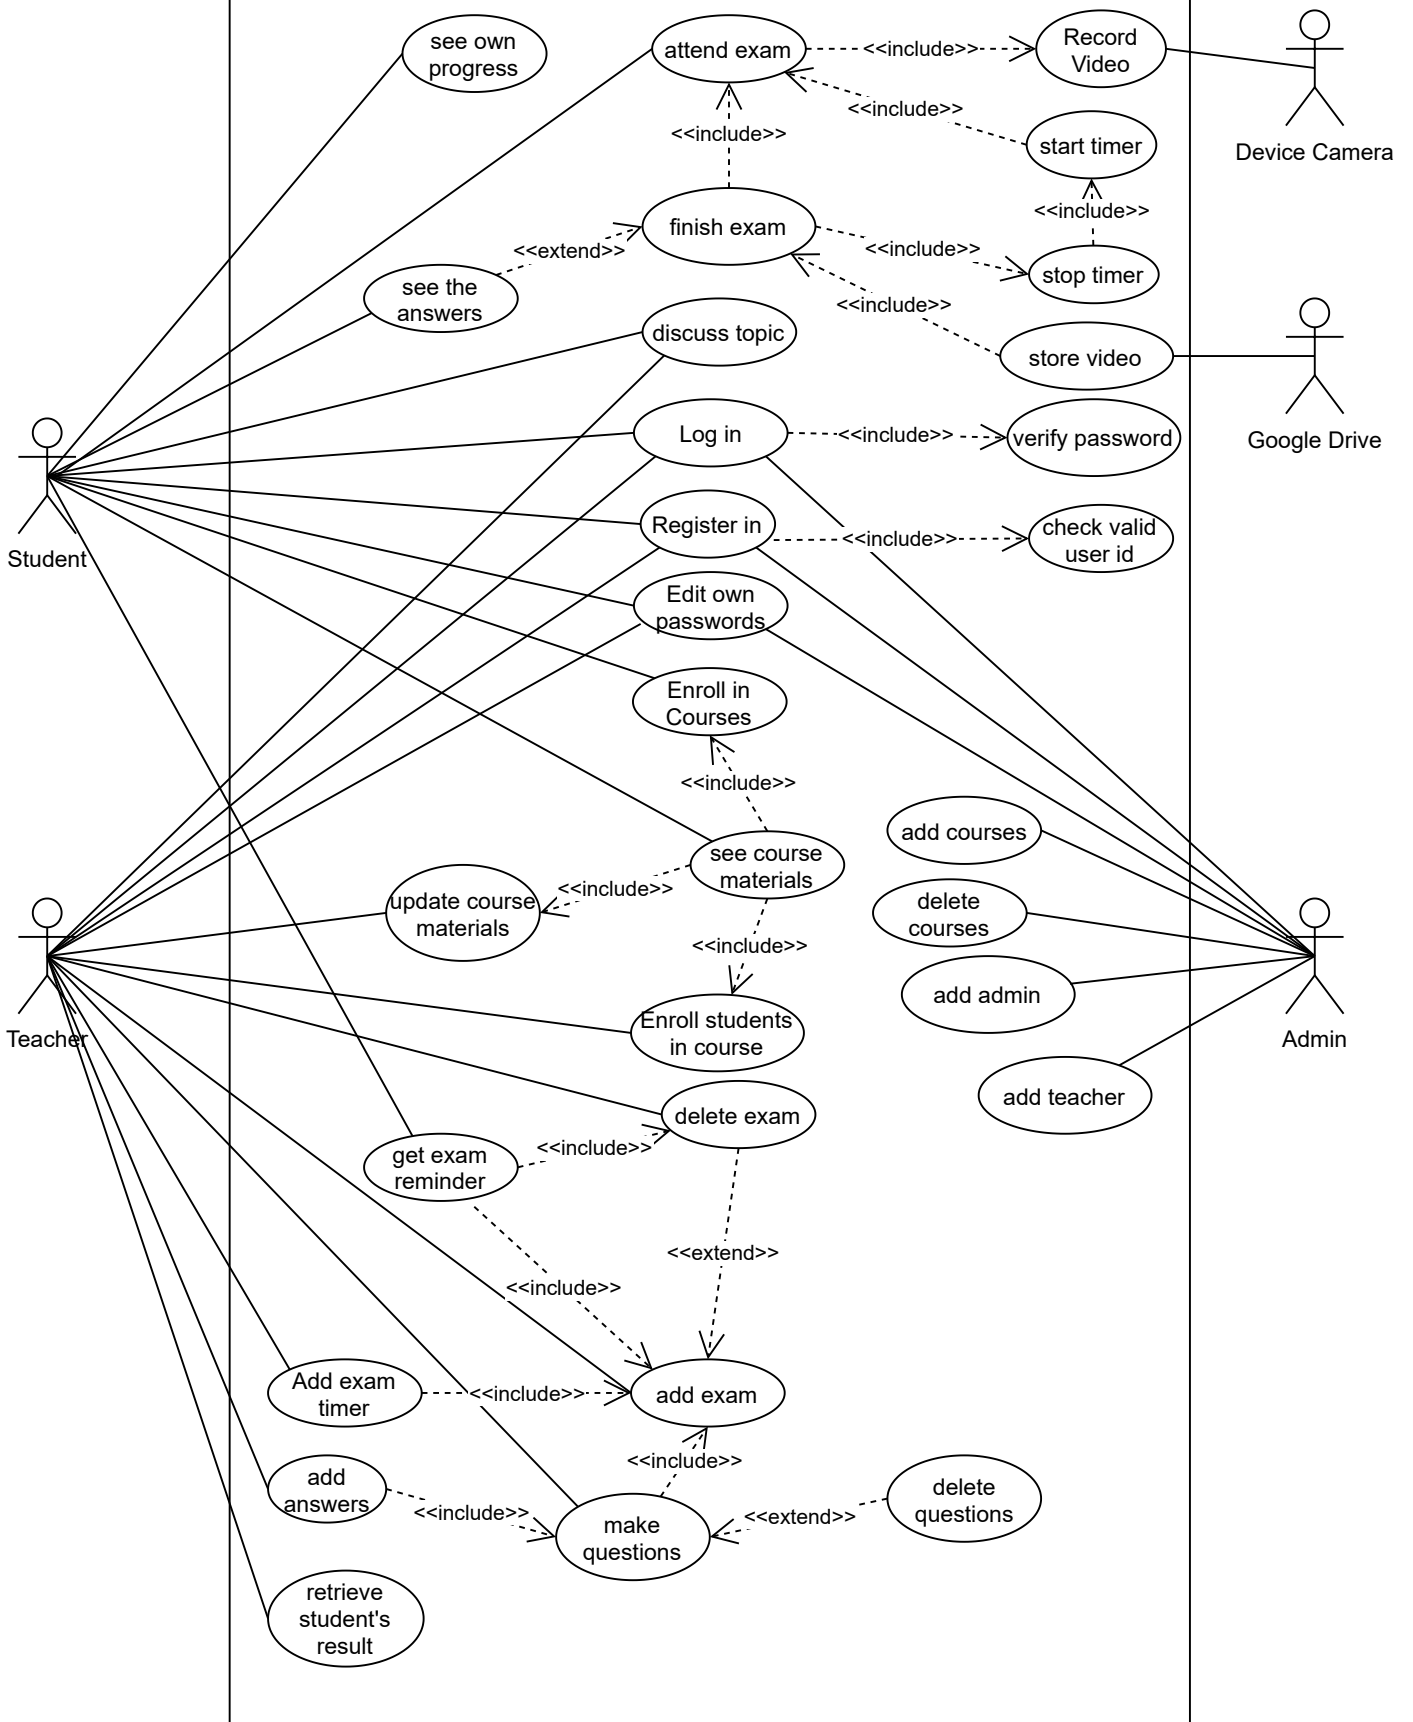 see own
progress
attend exam
<<include>>
Record
Video
Device Camera
<<include>>
<<include>>
start timer
<<include>>
finish exam
<<extend>>
<<include>>
stop timer
see the
answers
<<include>>
discuss topic
store video
Google Drive
Log in
<<include>>
verify password
Student
Register in
<<include>>
check valid
user id
Edit own
passwords
Enroll in
Courses
<<include>>
add courses
see course
materials
<<include>>
update course
materials
delete
courses
<<include>>
add admin
Teacher
Enroll students
in course
Admin
add teacher
delete exam
get exam
reminder
<<include>>
<<extend>>
<<include>>
Add exam
timer
<<include>>
add exam
<<include>>
add
answers
<<include>>
make
questions
<<extend>>
delete
questions
retrieve
student's
result